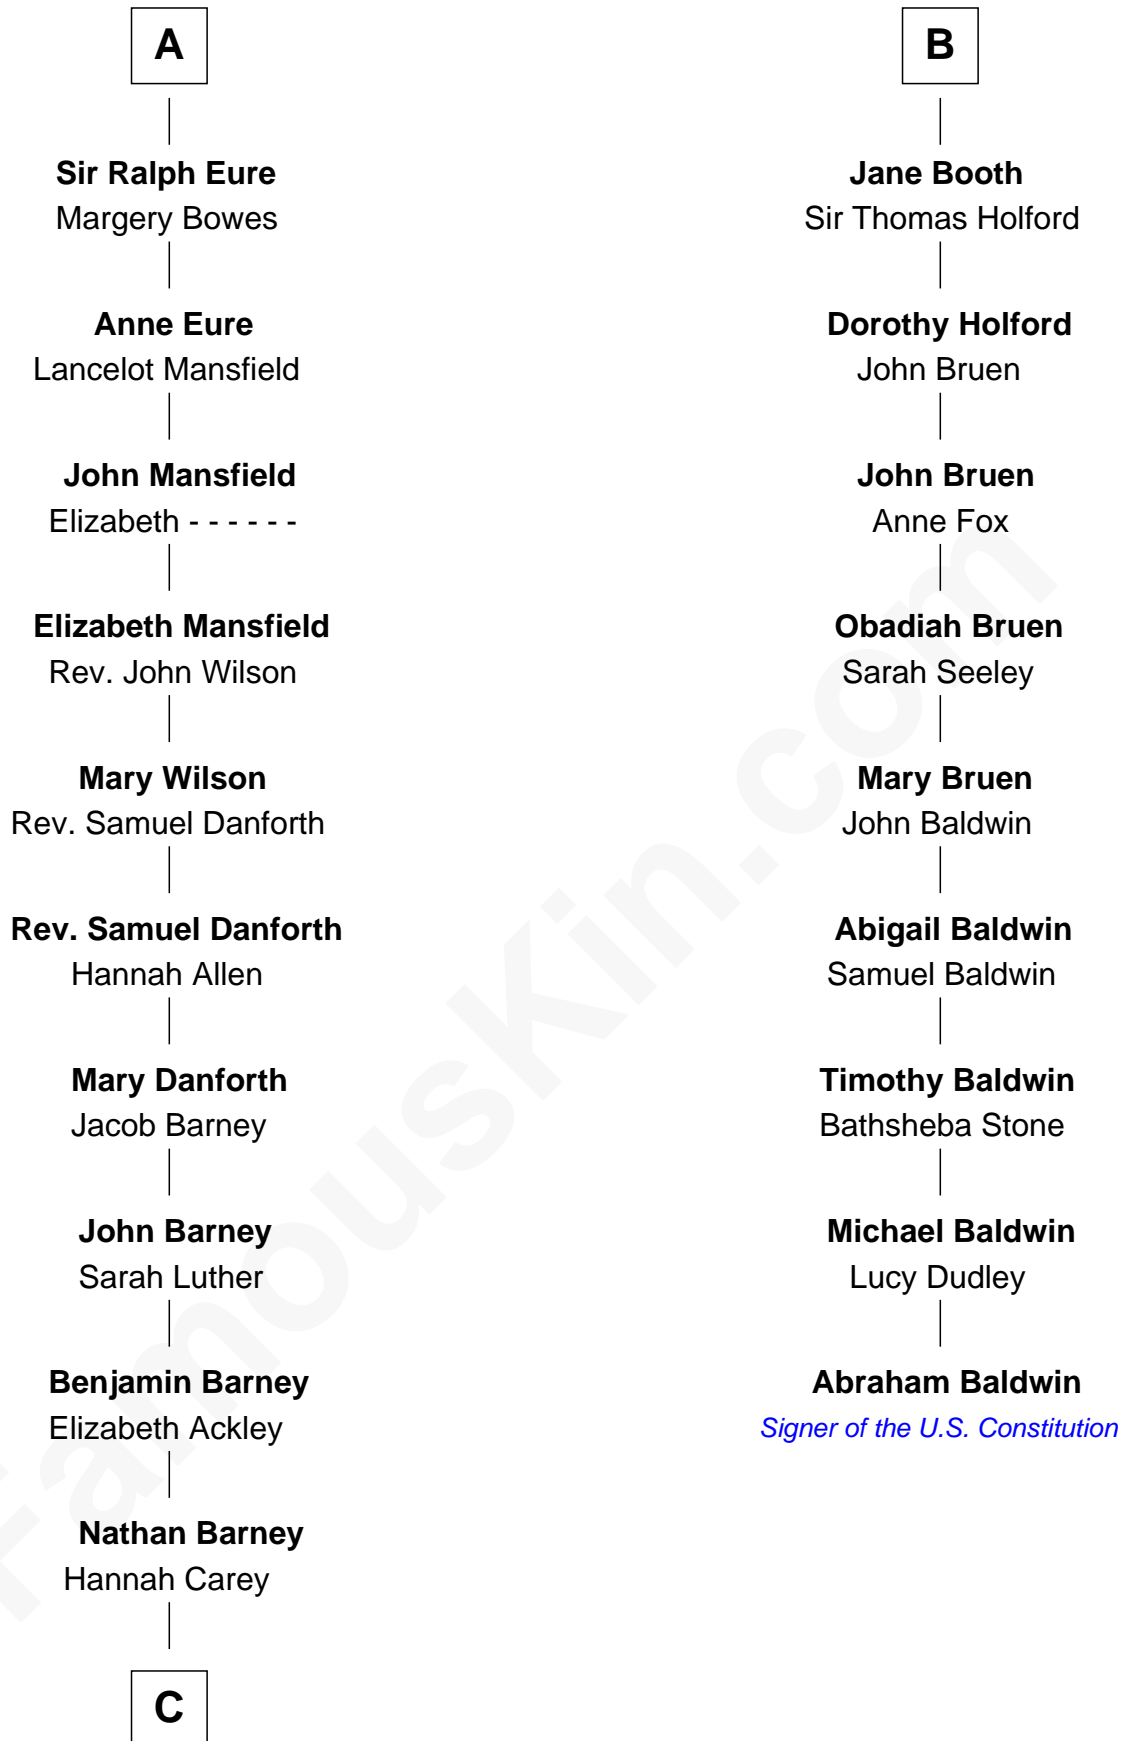 A
Sir Ralph Eure
Margery Bowes
Anne Eure
Lancelot Mansfield
John Mansfield
Elizabeth - - - - - -
Elizabeth Mansfield
Rev. John Wilson
Mary Wilson
Rev. Samuel Danforth
Rev. Samuel Danforth
Hannah Allen
Mary Danforth
Jacob Barney
John Barney
Sarah Luther
Benjamin Barney
Elizabeth Ackley
Nathan Barney
Hannah Carey
C
B
Jane Booth
Sir Thomas Holford
Dorothy Holford
John Bruen
John Bruen
Anne Fox
Obadiah Bruen
Sarah Seeley
Mary Bruen
John Baldwin
Abigail Baldwin
Samuel Baldwin
Timothy Baldwin
Bathsheba Stone
Michael Baldwin
Lucy Dudley
Abraham Baldwin
Signer of the U.S. Constitution
FamousKin.com